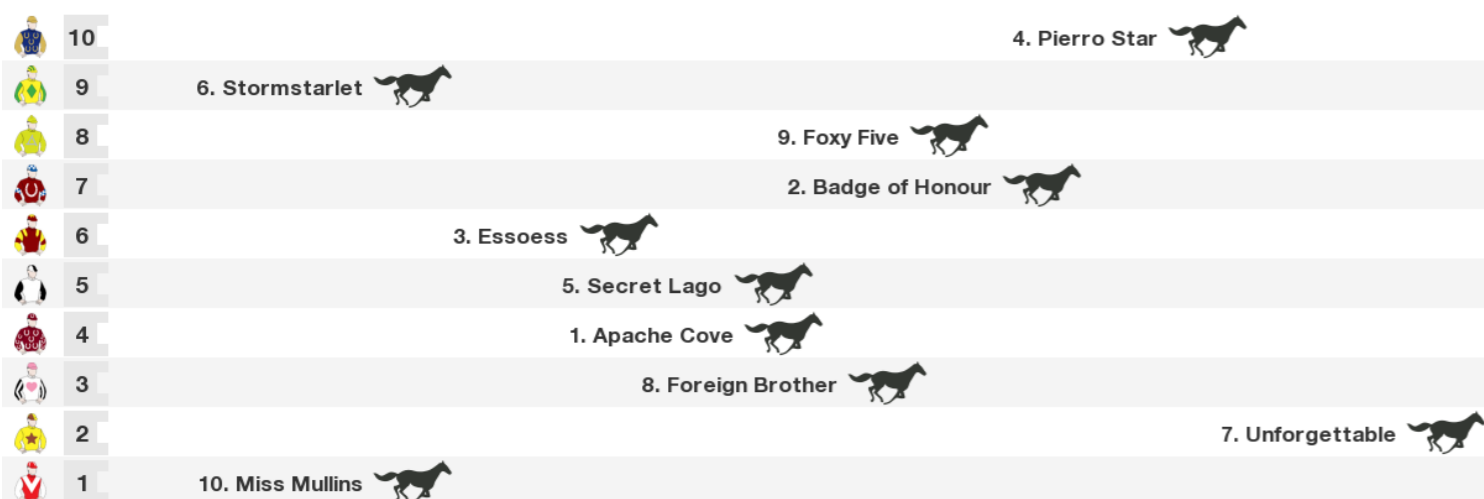 10 4. Pierro Star
9 6. Stormstarlet
8 9. Foxy Five
7 2. Badge of Honour
6 3. Essoess
5 5. Secret Lago
4 1. Apache Cove
3 8. Foreign Brother
2 7. Unforgettable
1 10. Miss Mullins